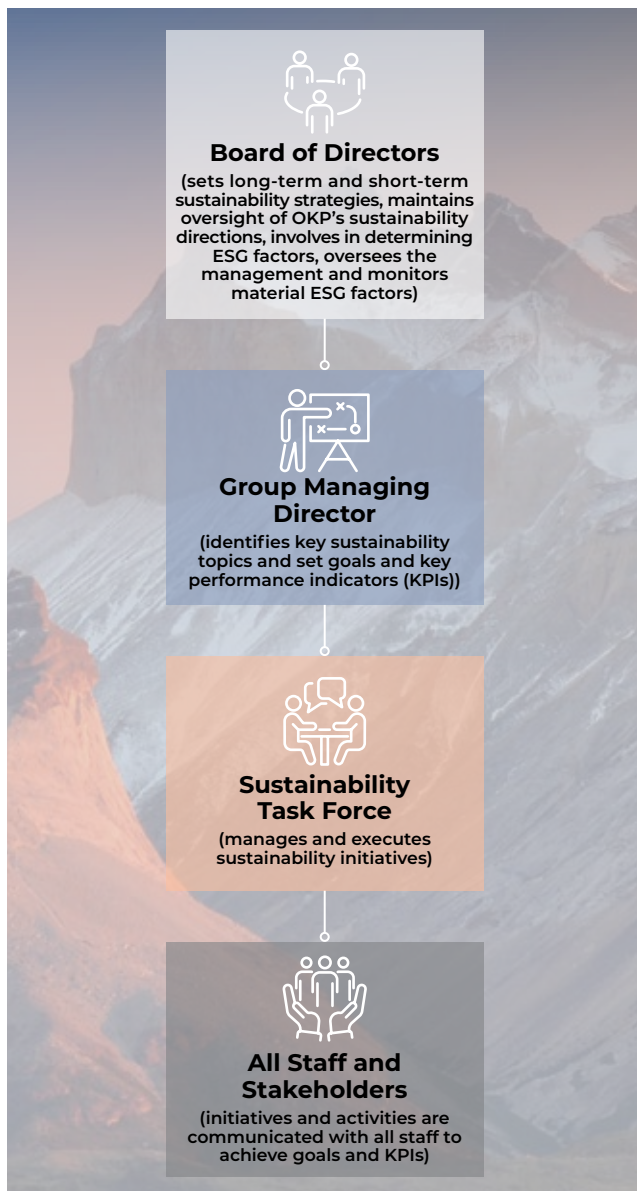 Board of Directors
(sets long-term and short-term
sustainability strategies, maintains
oversight of OKP's sustainability
directions, involves in determining
ESG factors, oversees the
management and monitors
material ESG factors)
Group Managing
Director
(identifies key sustainability
topics and set goals and key
performance indicators (KPIs))
Sustainability
Task Force
(manages and executes
sustainability initiatives)
All Staff and
Stakeholders
(initiatives and activities are
communicated with all staff to
achieve goals and KPIs)